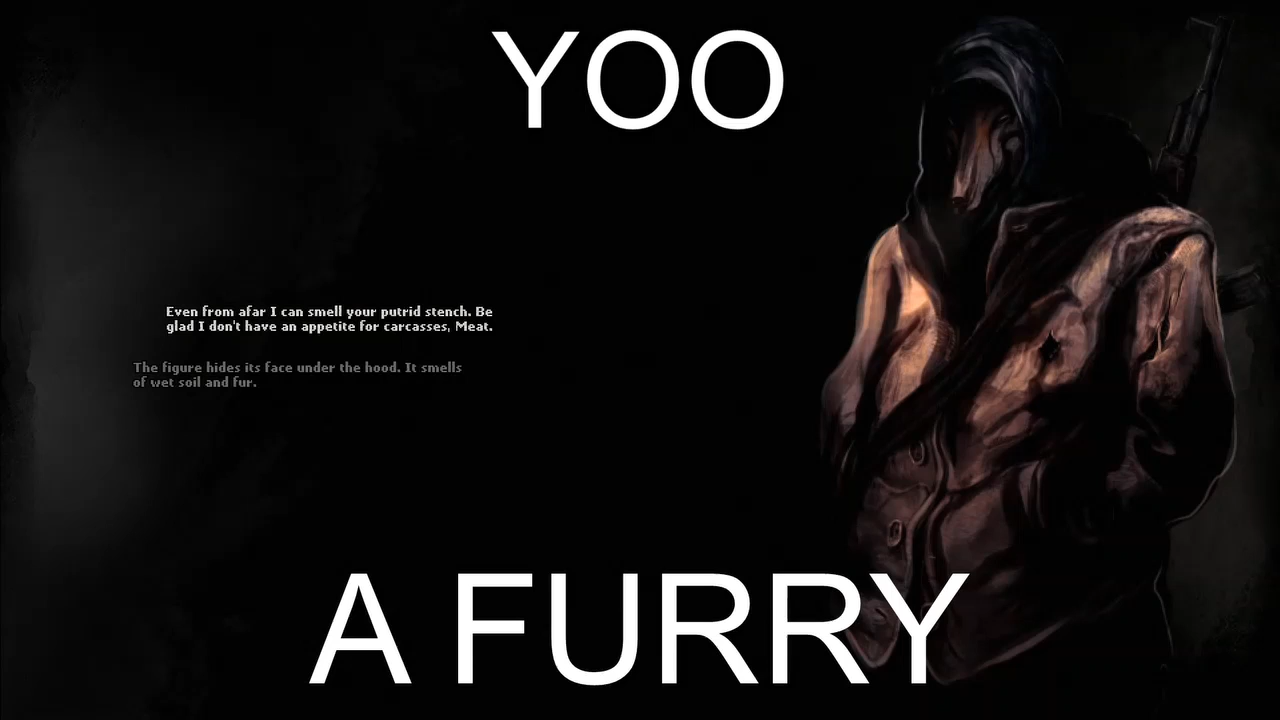 YOO
Even from afar I can smell your putrid stench. Be
glad I don't have an appetite for carcasses, Meat.
The figure hides its face under the hood. It smells
of wet soil and fur.
A FURRY